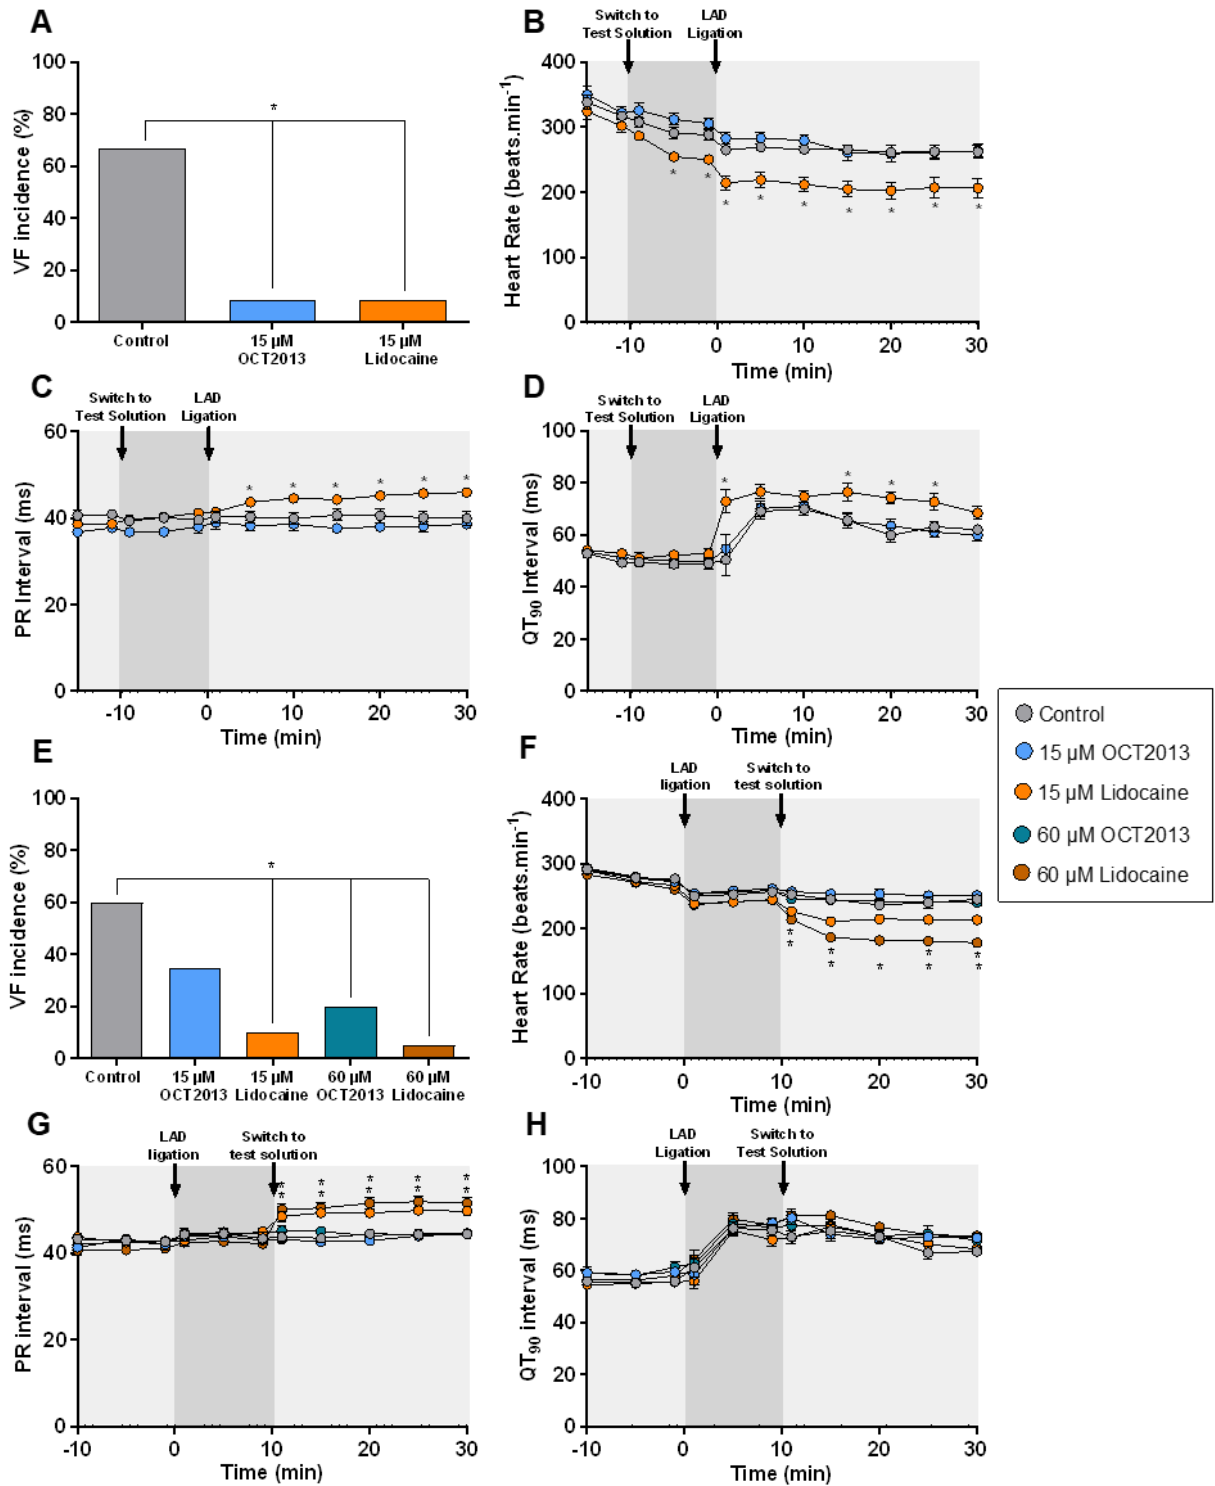 A
VF incidence (%)
100
80
60
40
20
0
*
Control
15 µM
OCT2013
15 µM
Lidocaine
B
Switch to
Test Solution
LAD
Ligation
Heart Rate (beats.min-1)
400
300
200
100
0
* * * * * * * * *
-10 0 10 20 30
Time (min)
C
Switch to
Test Solution
LAD
Ligation
PR Interval (ms)
60
40
20
0
* * * * * *
-10 0 10 20 30
Time (min)
D
Switch to
Test Solution
LAD
Ligation
QT90 Interval (ms)
100
80
60
40
20
0
* * * *
-10 0 10 20 30
Time (min)
Control
15 µM OCT2013
15 µM Lidocaine
60 µM OCT2013
60 µM Lidocaine
E
VF incidence (%)
100
80
60
40
20
0
*
Control
15 µM
OCT2013
15 µM
Lidocaine
60 µM
OCT2013
60 µM
Lidocaine
F
LAD
ligation
Switch to
test solution
Heart Rate (beats.min-1)
400
300
200
100
0
* * * * *
* * * *
-10 0 10 20 30
Time (min)
G
LAD
ligation
Switch to
test solution
PR interval (ms)
60
40
20
0
* * * * *
* * * * *
-10 0 10 20 30
Time (min)
H
LAD
Ligation
Switch to
Test Solution
QT90 interval (ms)
100
80
60
40
20
0
-10 0 10 20 30
Time (min)